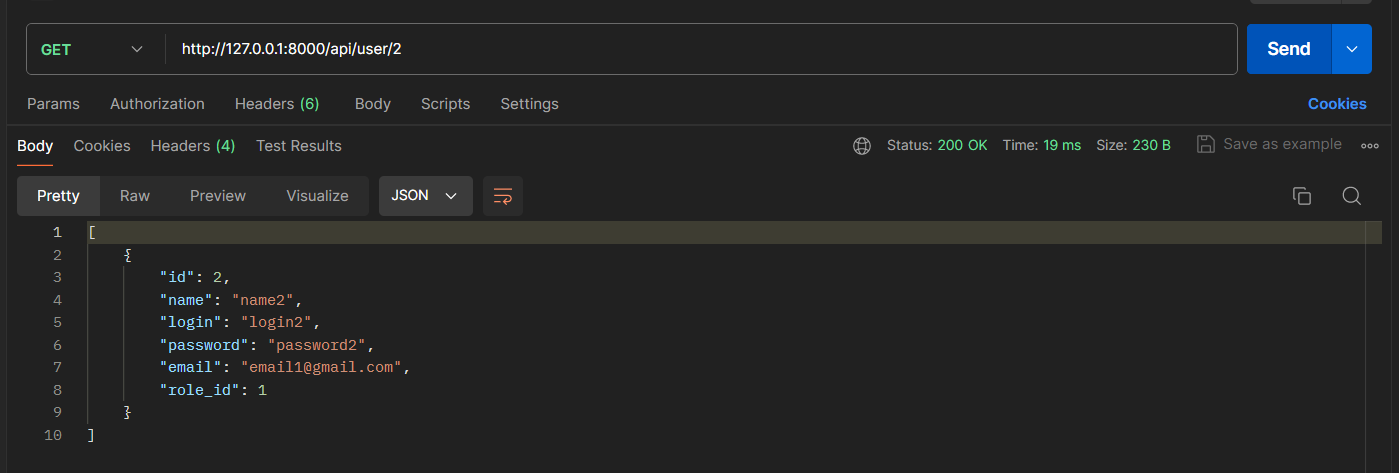 GET http://127.0.0.1:8000/api/user/2 Send
Params Authorization Headers (6) Body Scripts Settings Cookies
Body Cookies Headers (4) Test Results Status: 200 OK Time: 19 ms Size: 230 B Save as example
Pretty Raw Preview Visualize JSON
1 [
2 {
3 "id": 2,
4 "name": "name2",
5 "login": "login2",
6 "password": "password2",
7 "email": "email1@gmail.com",
8 "role_id": 1
9 }
10 ]